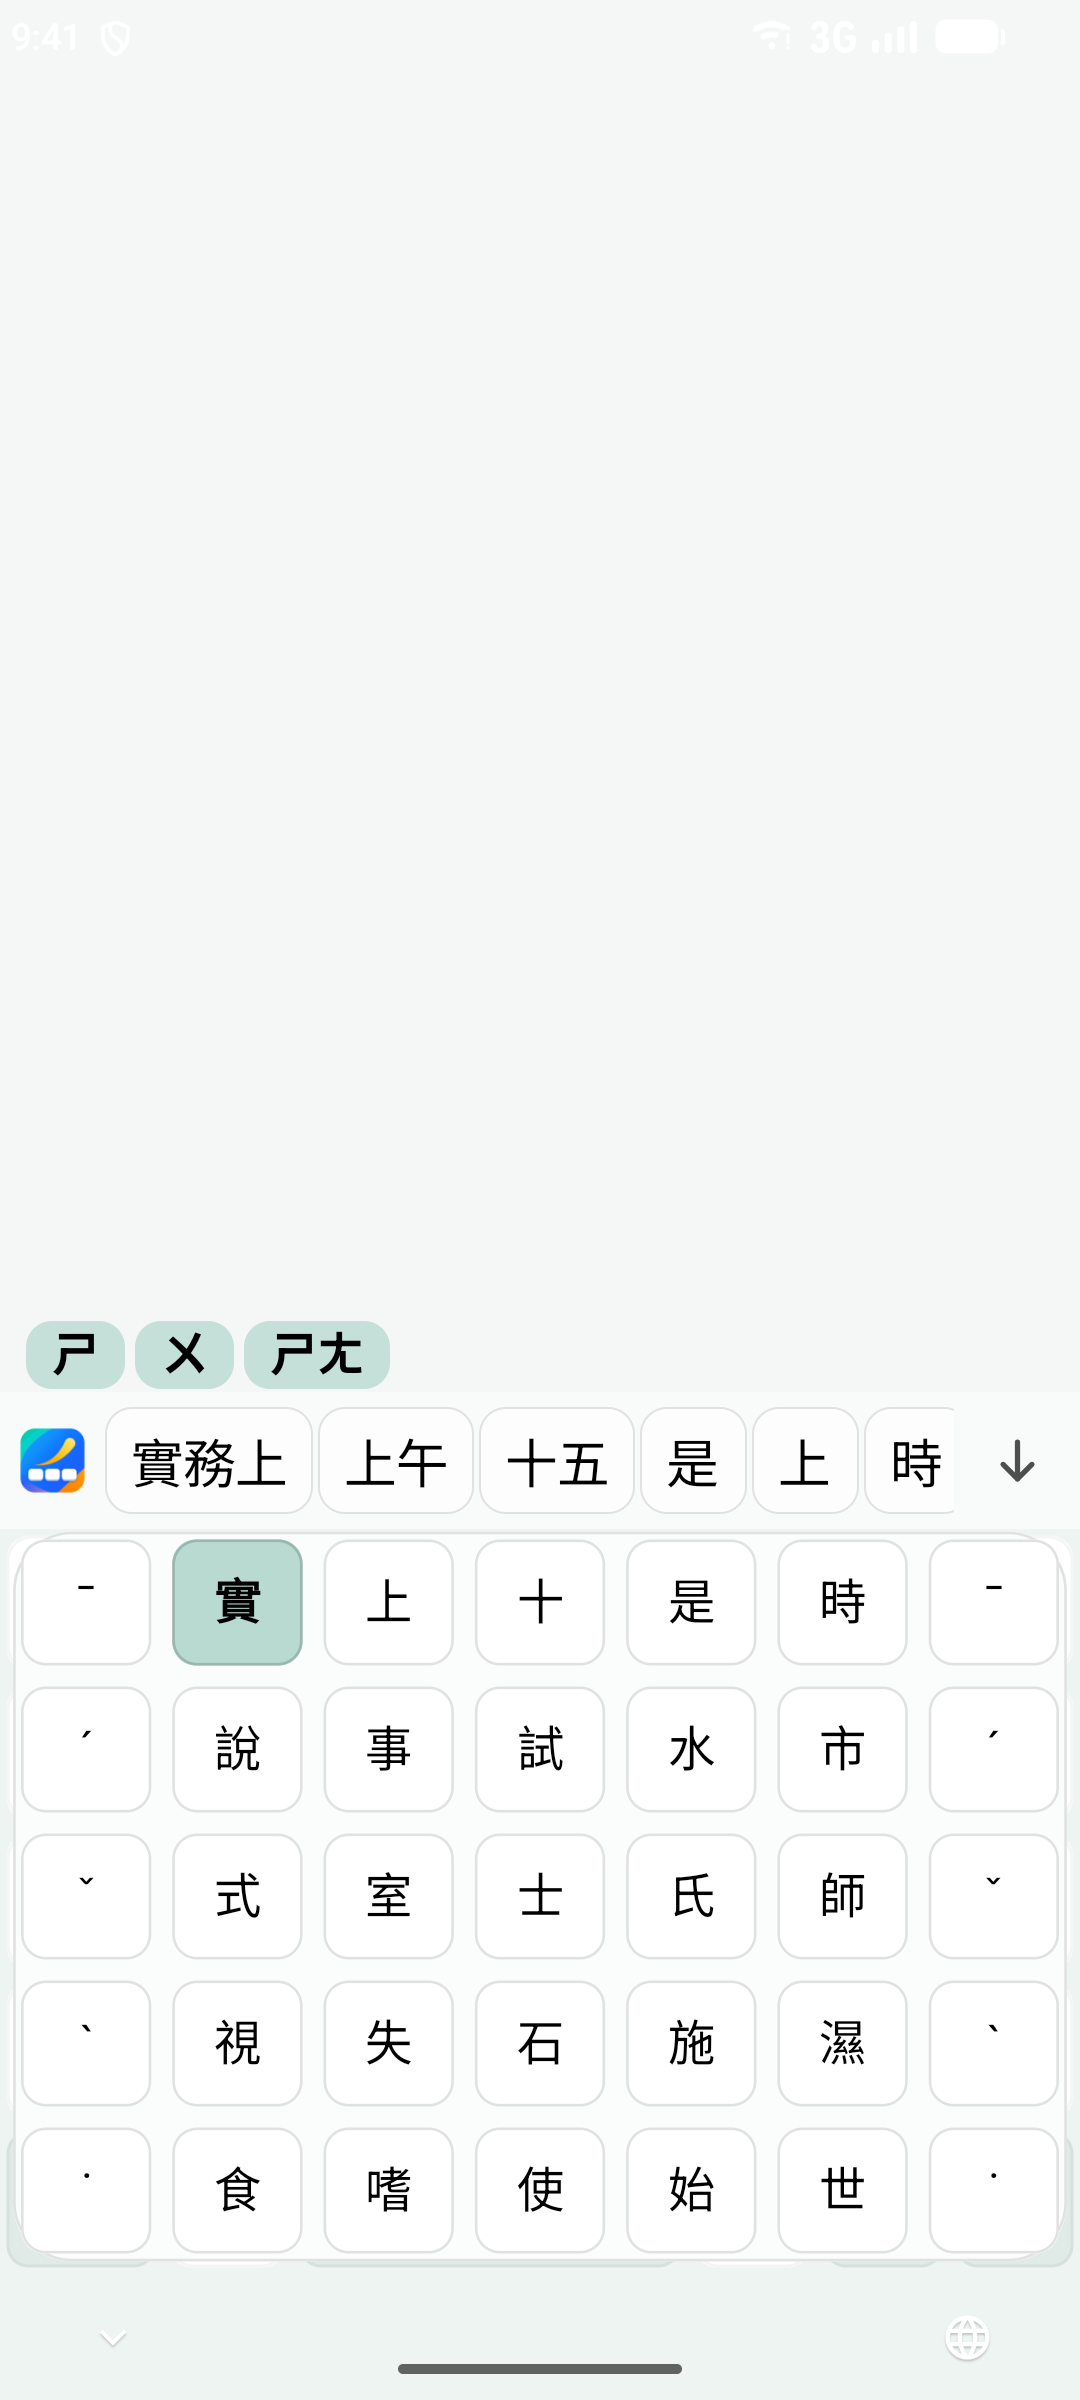 9:41 3G
ㄕ ㄨ ㄕㄤ
實務上 上午 十五 是 上 時
ˉ 實 上 十 是 時 ˉ
ˊ 說 事 試 水 市 ˊ
ˇ 式 室 士 氏 師 ˇ
ˋ 視 失 石 施 濕 ˋ
˙ 食 嗜 使 始 世 ˙